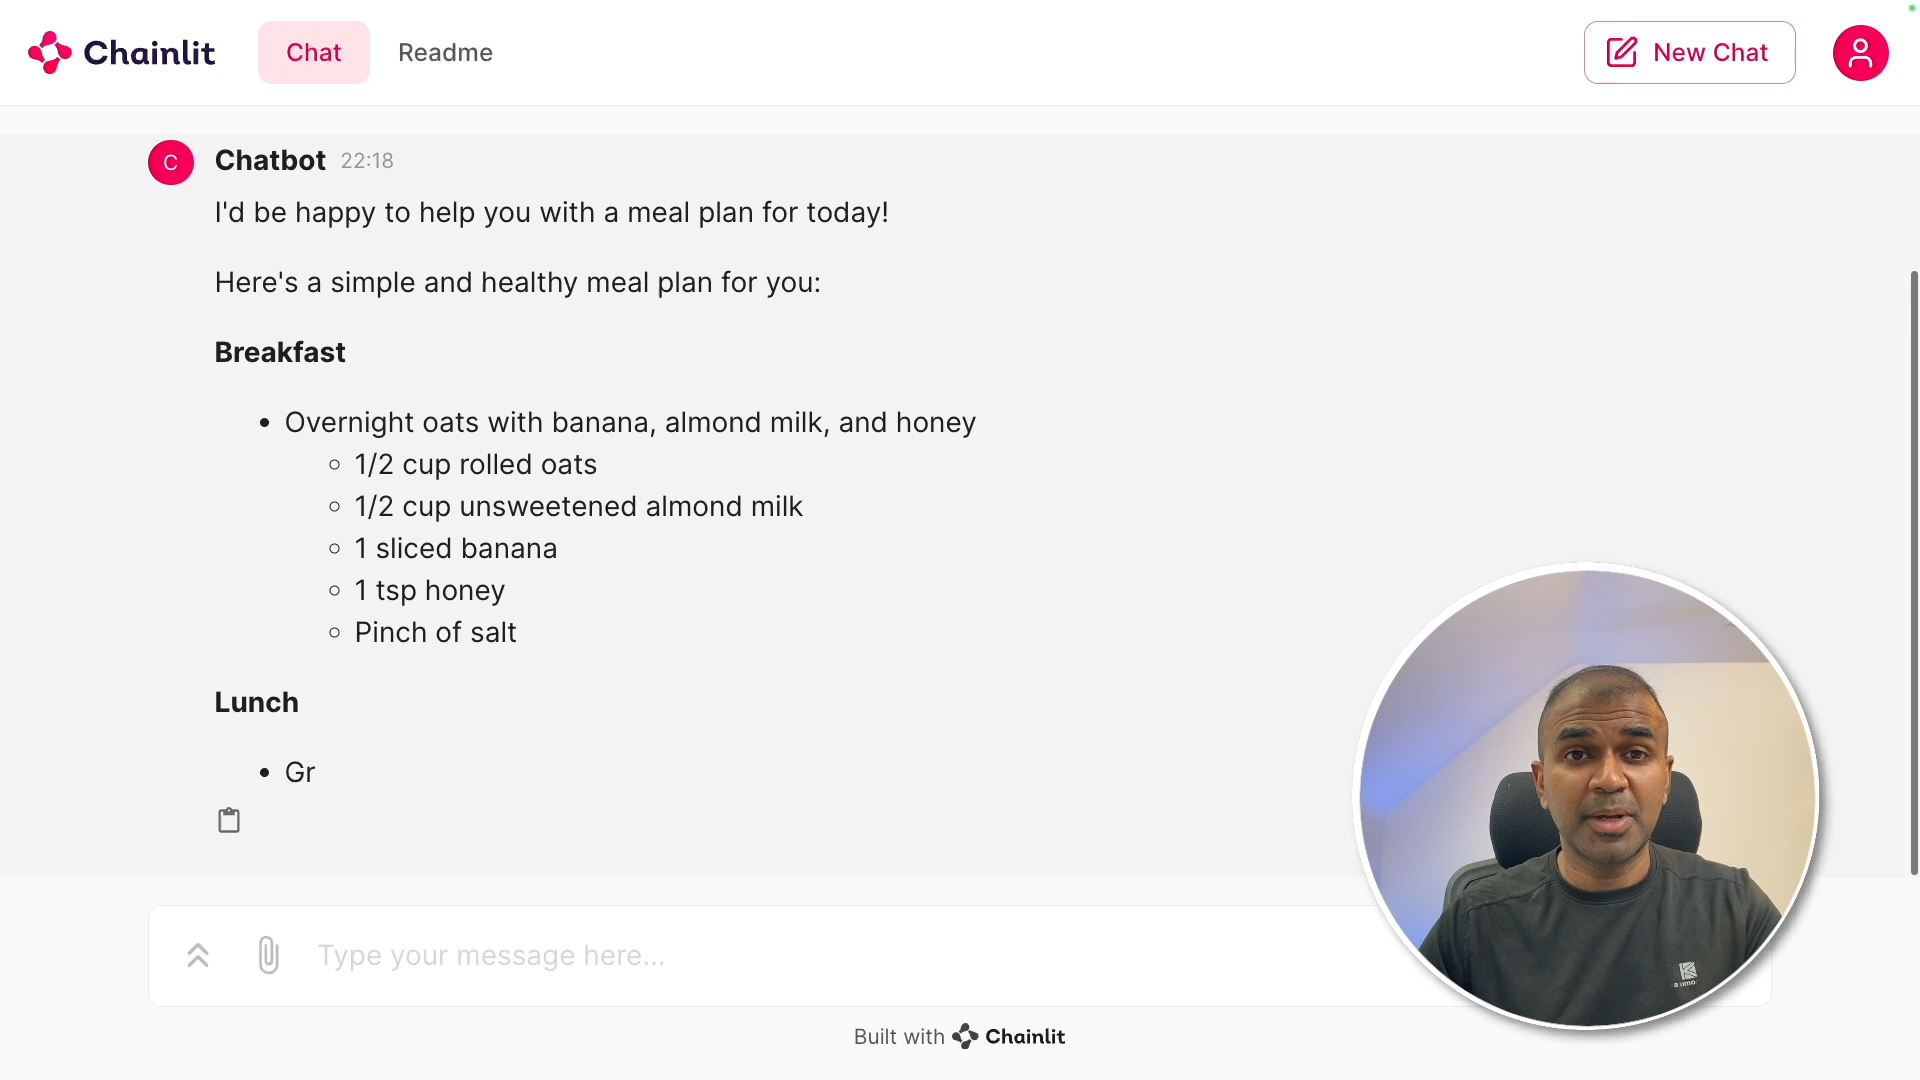 Chainlit
Chat
Readme
New Chat
C
Chatbot 22:18
I'd be happy to help you with a meal plan for today!
Here's a simple and healthy meal plan for you:
Breakfast
• Overnight oats with banana, almond milk, and honey
◦ 1/2 cup rolled oats
◦ 1/2 cup unsweetened almond milk
◦ 1 sliced banana
◦ 1 tsp honey
◦ Pinch of salt
Lunch
• Gr
Type your message here...
Built with Chainlit